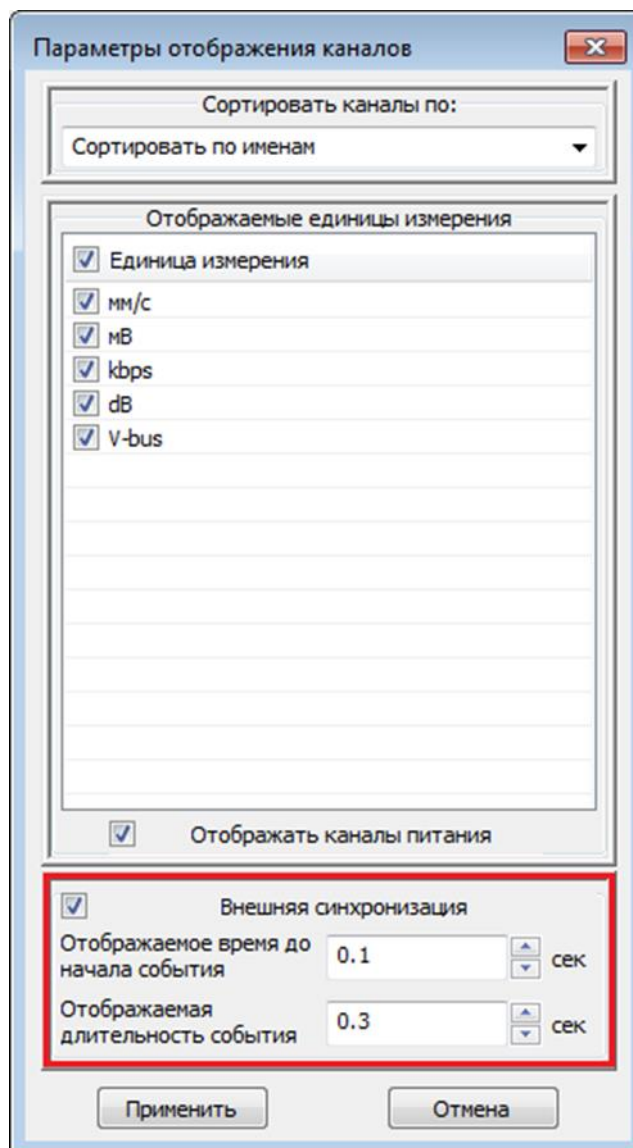 Параметры отображения каналов
Сортировать каналы по:
Сортировать по именам
Отображаемые единицы измерения
Единица измерения
мм/с
мВ
kbps
dB
V-bus
Отображать каналы питания
Внешняя синхронизация
Отображаемое время до
начала события
0.1
сек
Отображаемая
длительность события
0.3
сек
Применить
Отмена